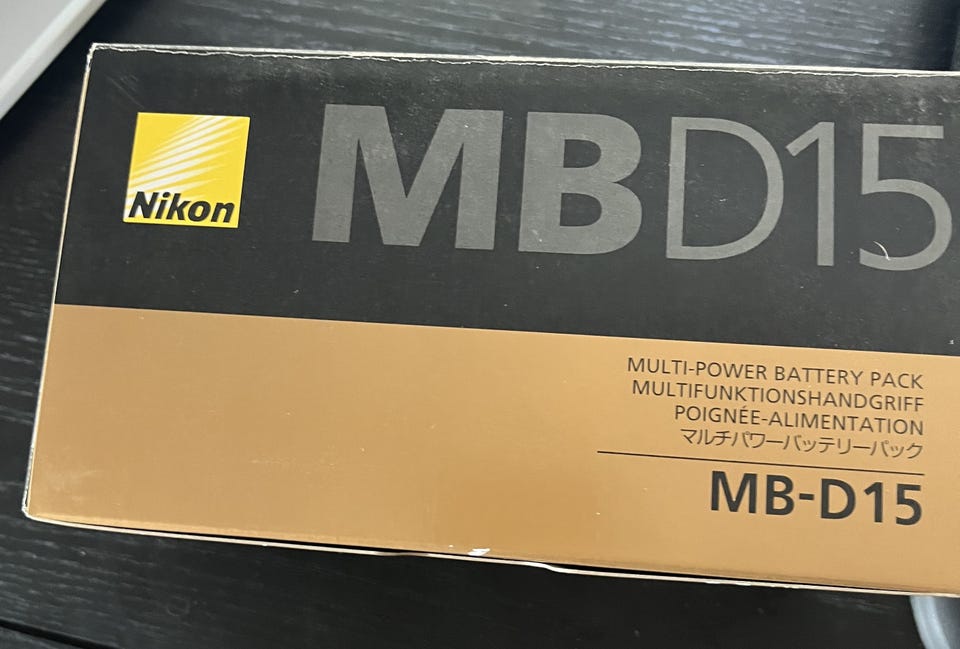 Nikon
MBD15
MULTI-POWER BATTERY PACK
MULTIFUNKTIONSHANDGRIFF
POIGNÉE-ALIMENTATION
マルチパワーバッテリーパック
MB-D15